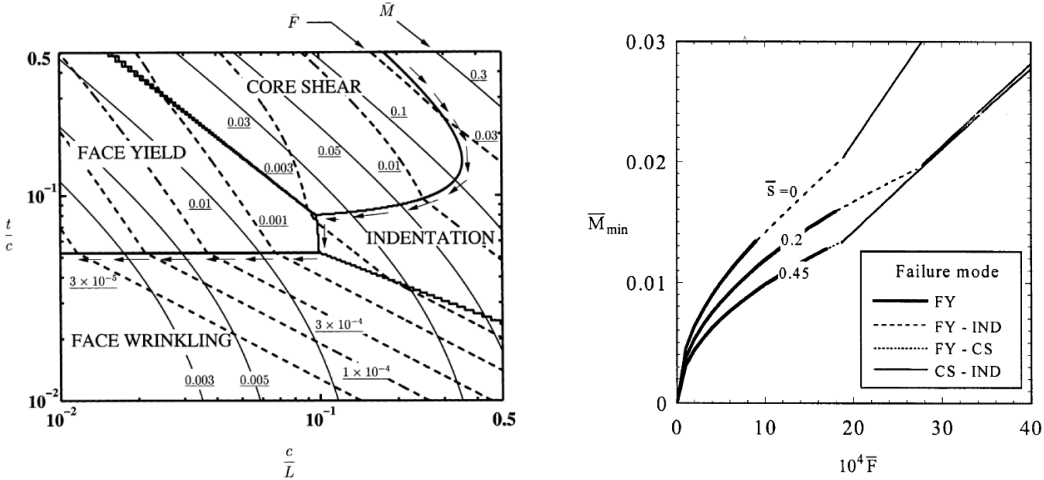 F̄
M̄
0.5
CORE SHEAR
0.3
0.03
0.1
0.03
FACE YIELD
0.05
0.003
0.01
10⁻¹
0.01
0.001
t/c
INDENTATION
3 × 10⁻⁵
FACE WRINKLING
3 × 10⁻⁴
1 × 10⁻⁴
0.003
0.005
10⁻²
10⁻²
10⁻¹
0.5
c/L
0.03
0.02
S̄=0
M̄min
0.2
0.01
0.45
Failure mode
FY
FY - IND
FY - CS
CS - IND
0
0
10
20
30
40
10⁴F̄